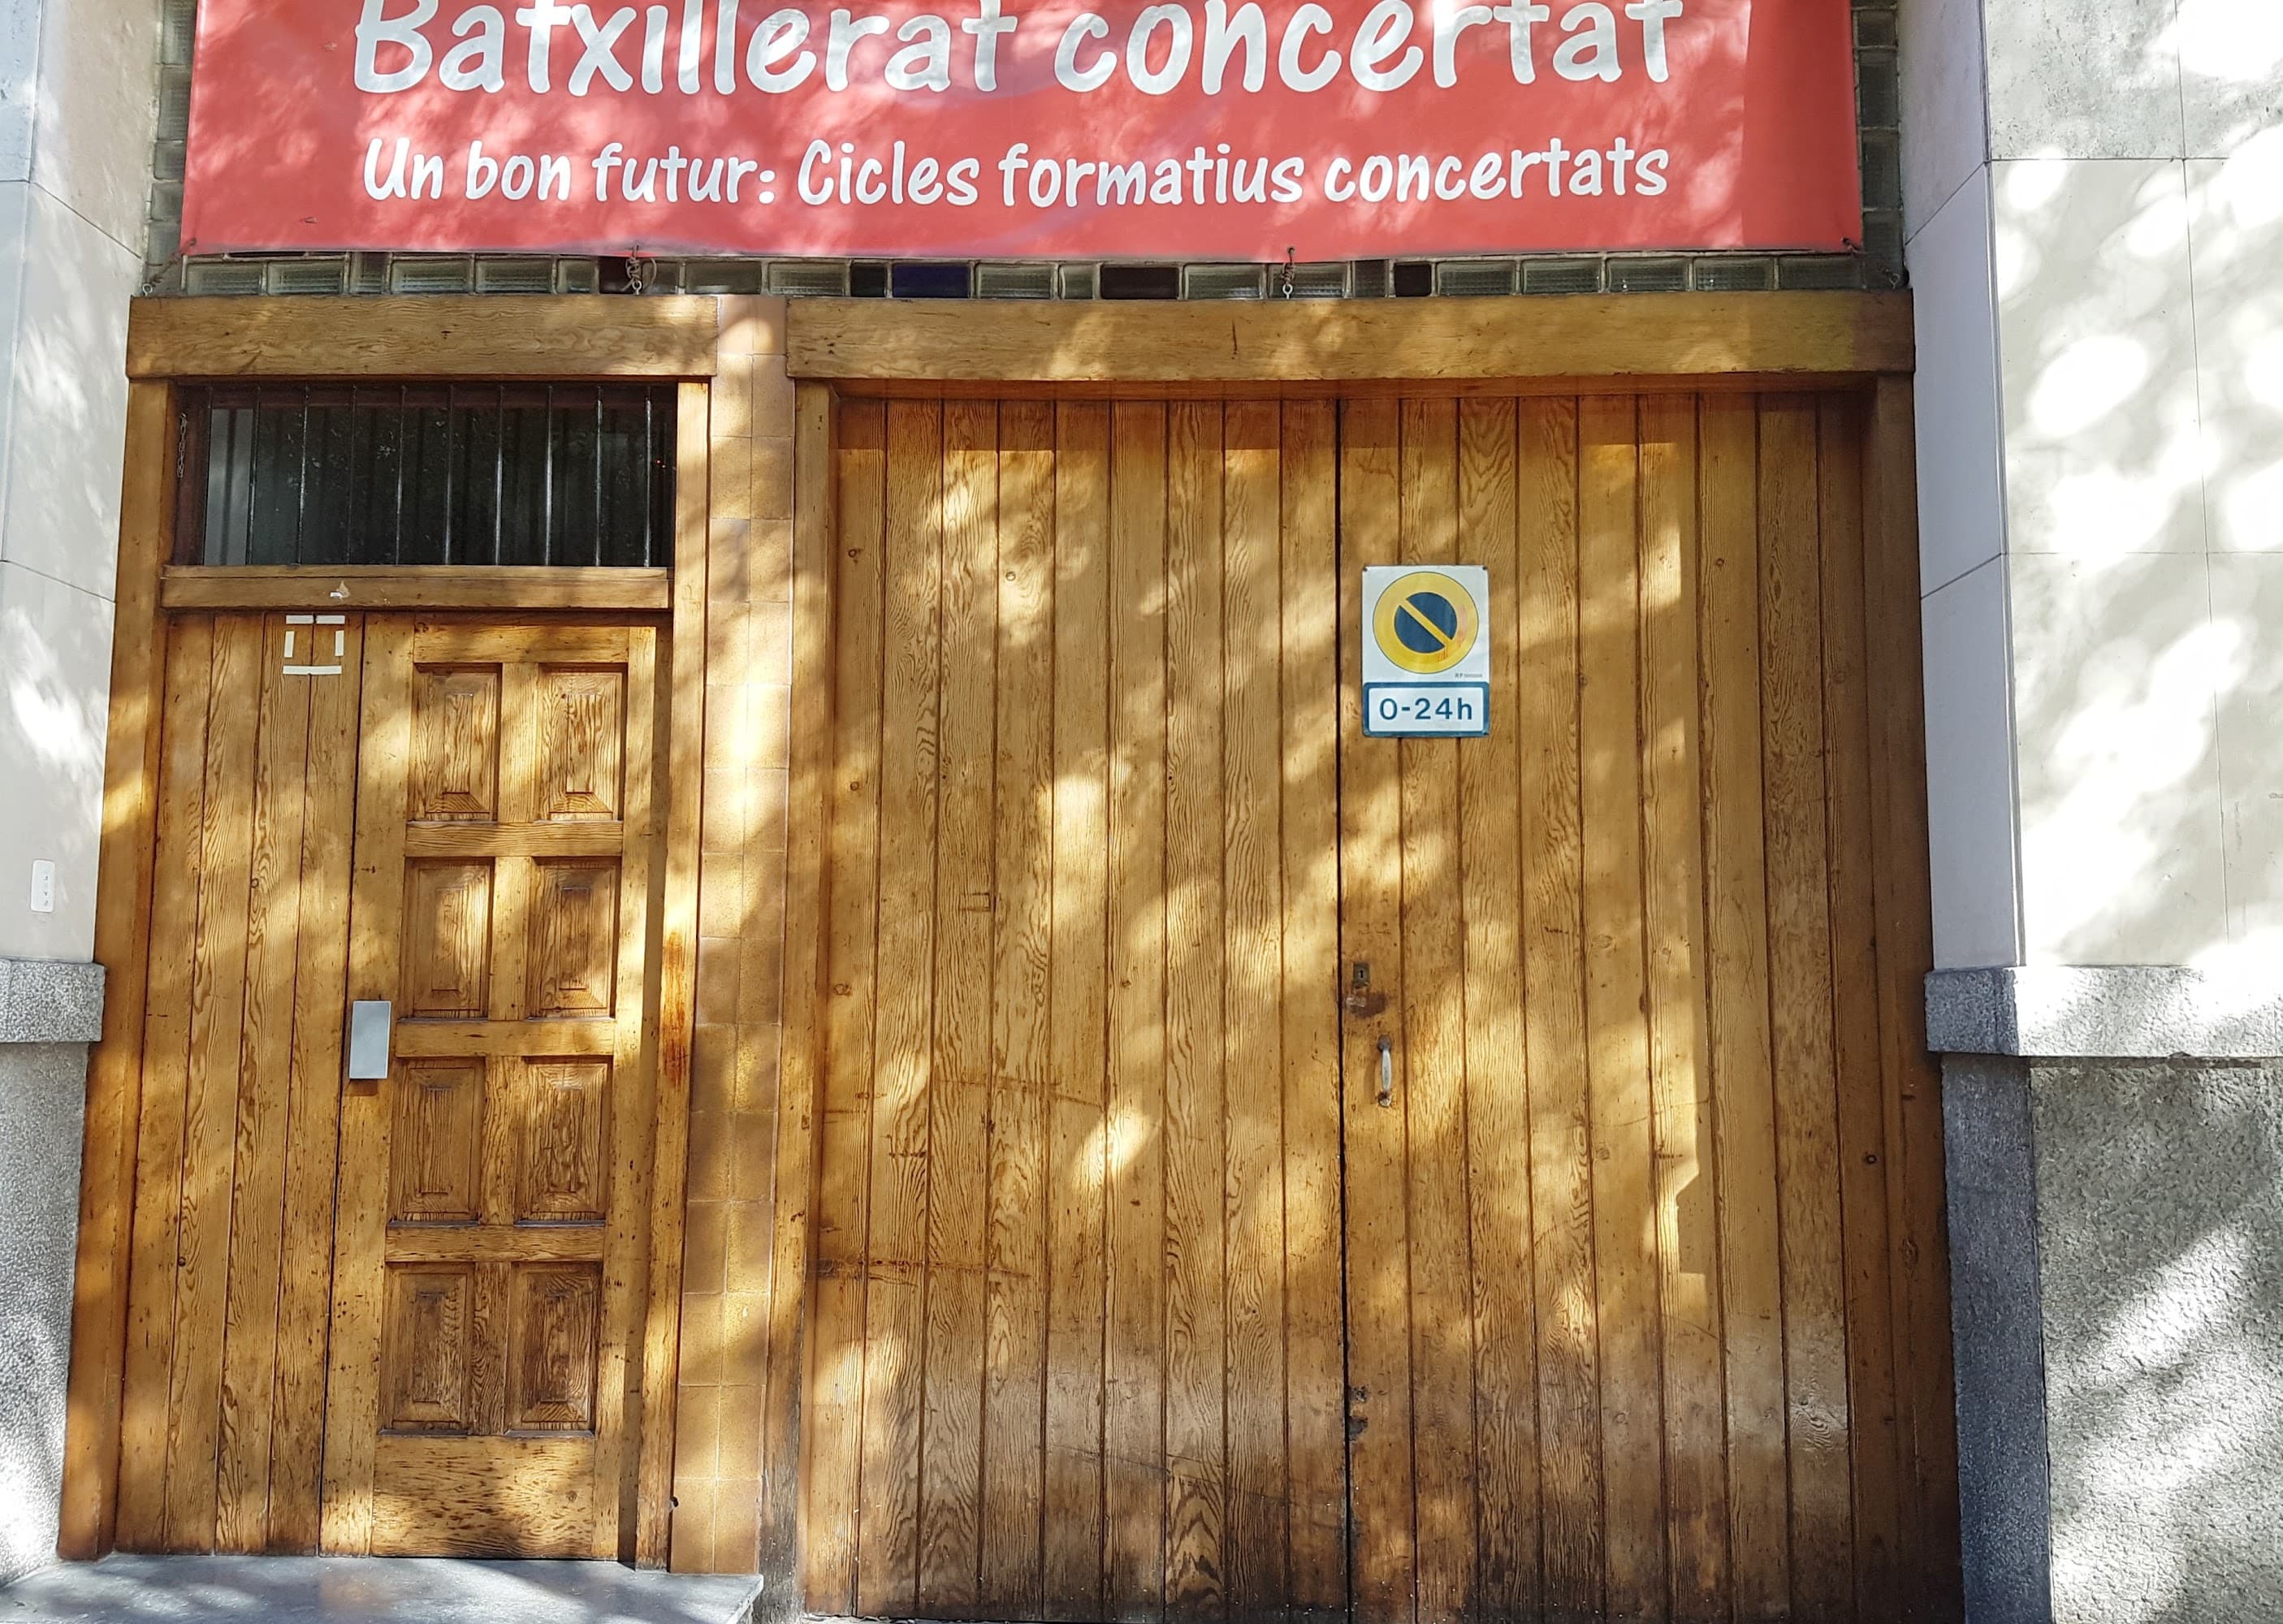 Batxillerat concertat
Un bon futur: Cicles formatius concertats
0-24h